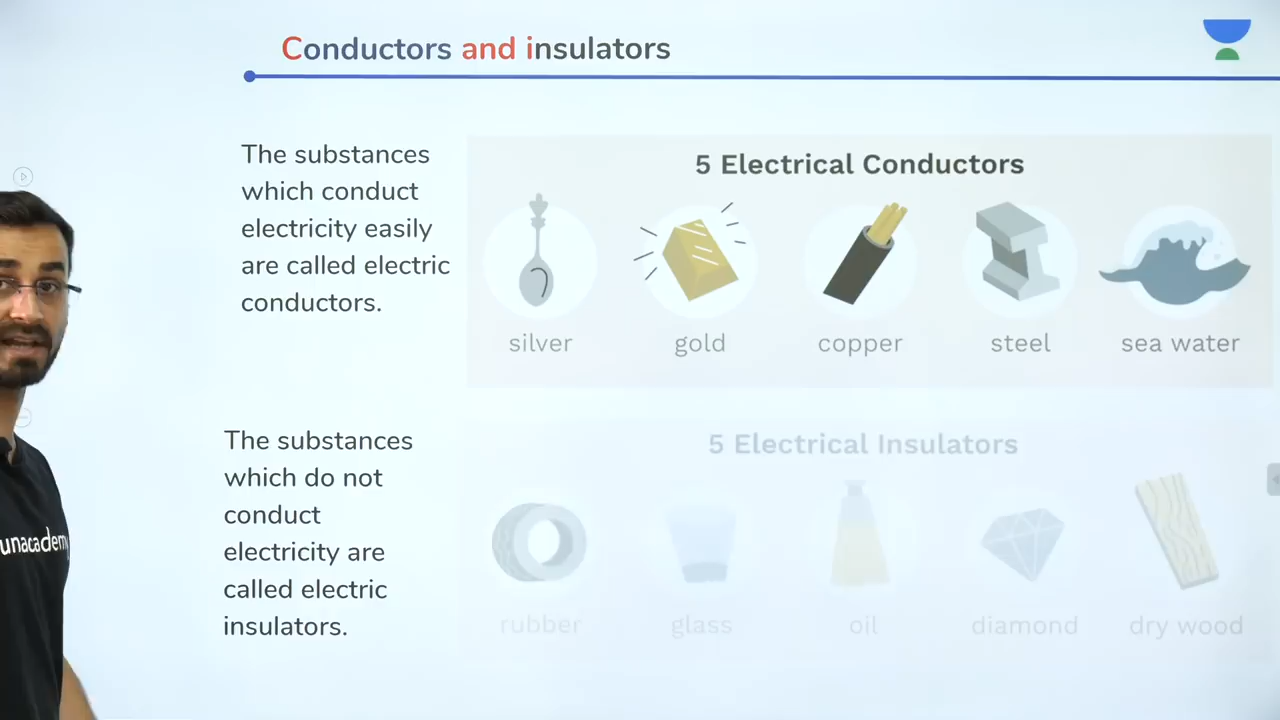 Conductors and insulators
The substances
which conduct
electricity easily
are called electric
conductors.
5 Electrical Conductors
silver gold copper steel sea water
The substances
which do not
conduct
electricity are
called electric
insulators.
5 Electrical Insulators
rubber glass oil diamond dry wood
unacademy